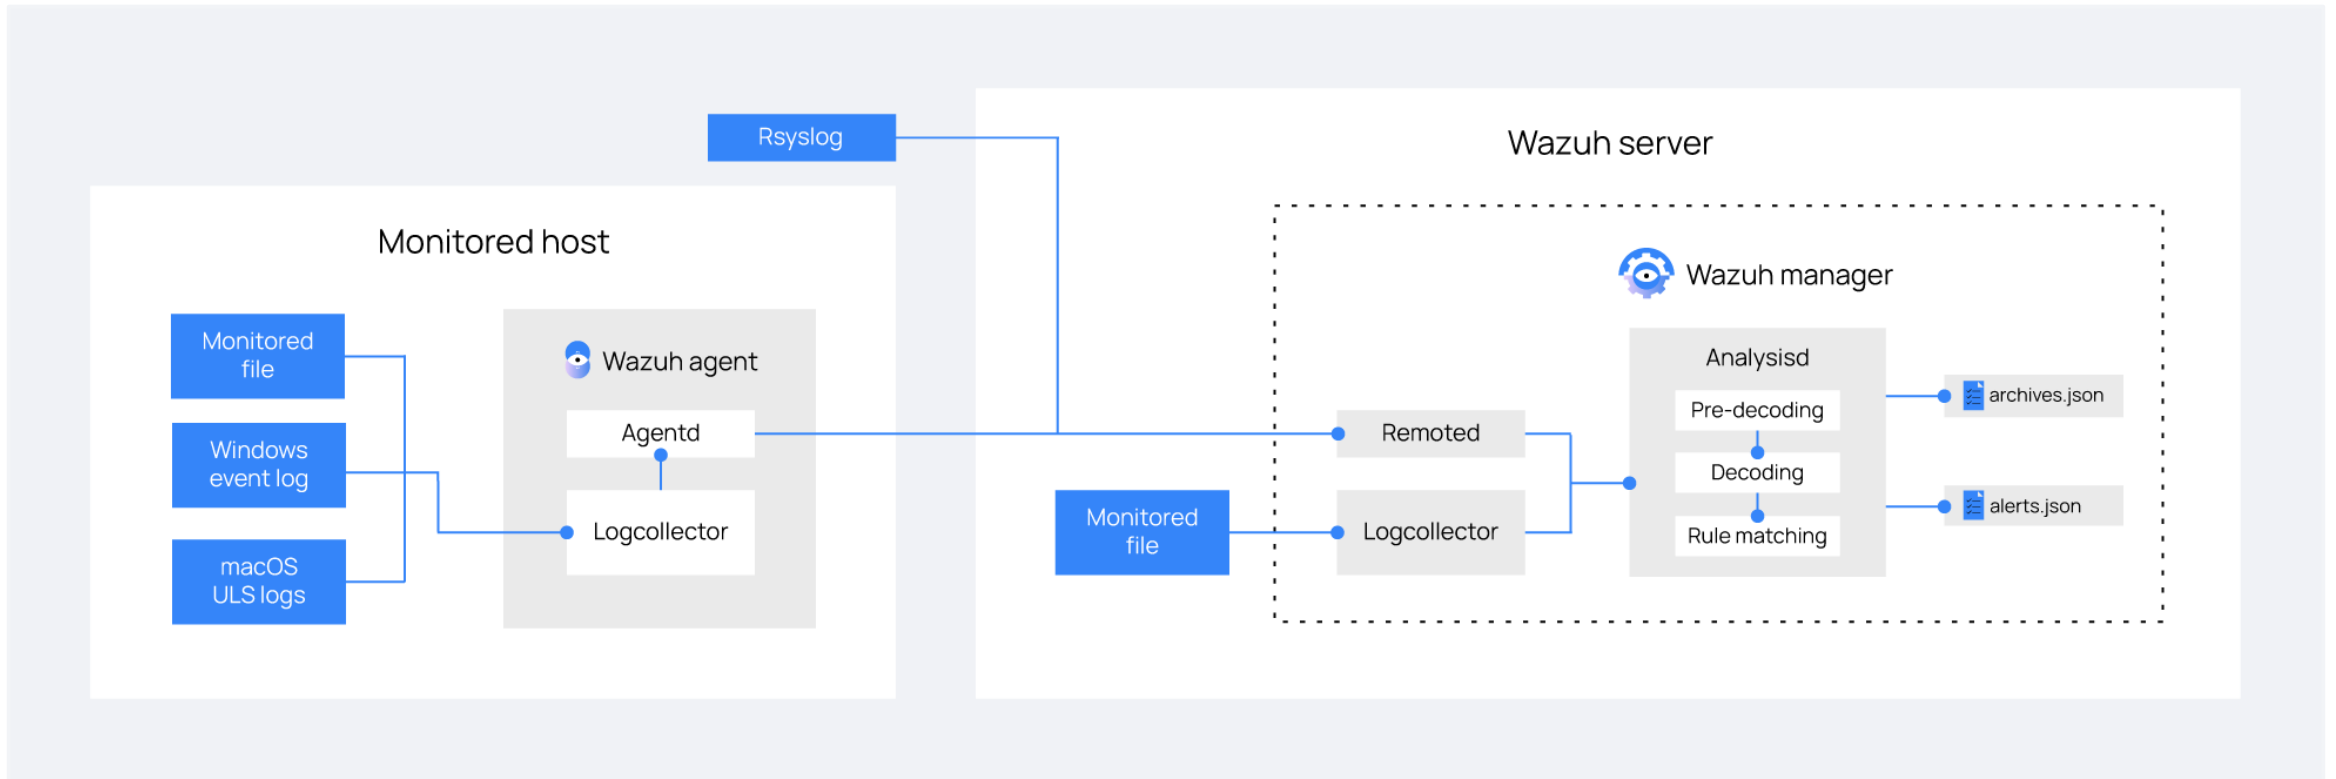 Rsyslog
Monitored host
Monitored
file
Windows
event log
macOS
ULS logs
Wazuh agent
Agentd
Logcollector
Wazuh server
Monitored
file
Wazuh manager
Remoted
Logcollector
Analysisd
Pre-decoding
Decoding
Rule matching
archives.json
alerts.json